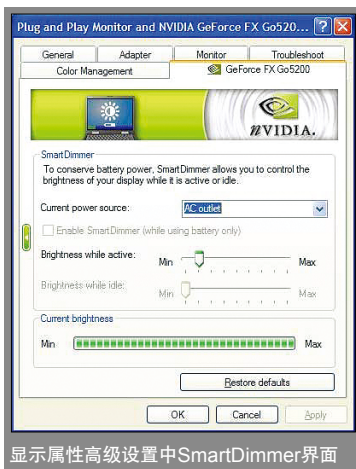 Plug and Play Monitor and NVIDIA GeForce FX Go520...
General Adapter Monitor Troubleshoot
Color Management GeForce FX Go5200
NVIDIA.
SmartDimmer
To conserve battery power, SmartDimmer allows you to control the
brightness of your display while it is active or idle.
Current power source: AC outlet
Enable SmartDimmer (while using battery only)
Brightness while active: Min Max
Brightness while idle: Min Max
Current brightness
Min Max
Restore defaults
OK Cancel Apply
显示属性高级设置中SmartDimmer界面